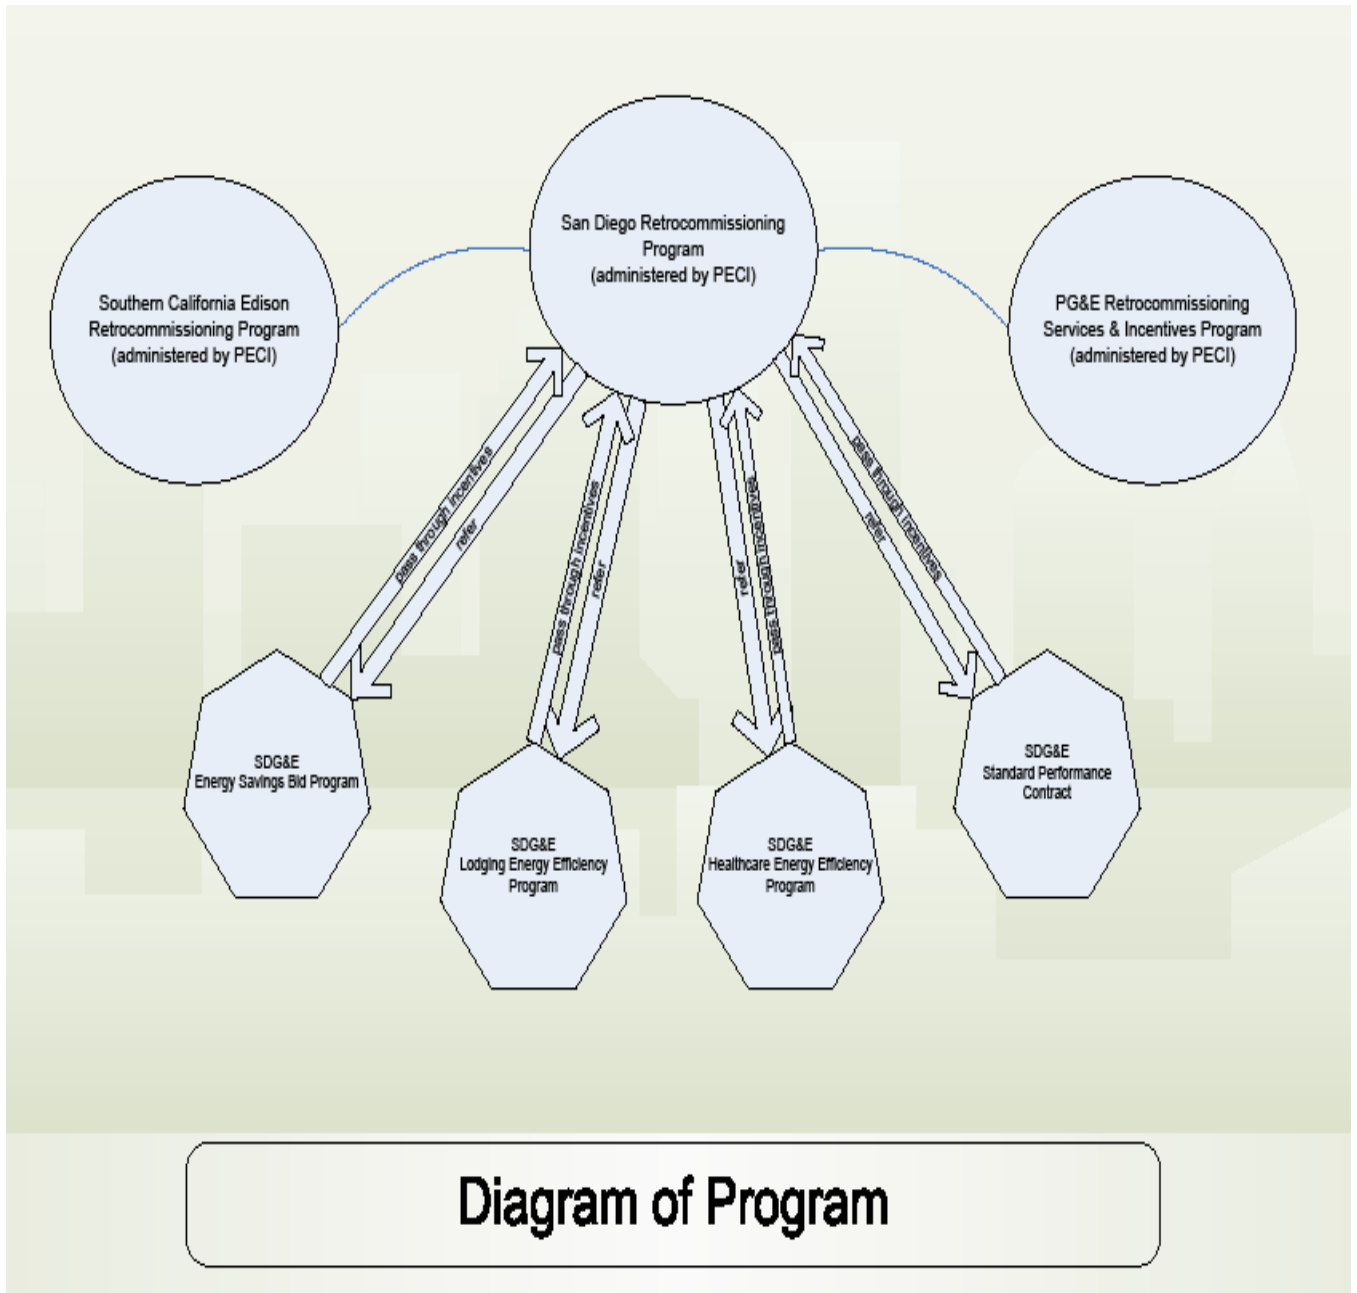 San Diego Retrocommissioning
Program
(administered by PECI)
Southern California Edison
Retrocommissioning Program
(administered by PECI)
PG&E Retrocommissioning
Services & Incentives Program
(administered by PECI)
pass through incentives
refer
pass through incentives
refer
pass through incentives
refer
pass through incentives
refer
SDG&E
Energy Savings Bid Program
SDG&E
Lodging Energy Efficiency
Program
SDG&E
Healthcare Energy Efficiency
Program
SDG&E
Standard Performance
Contract
Diagram of Program